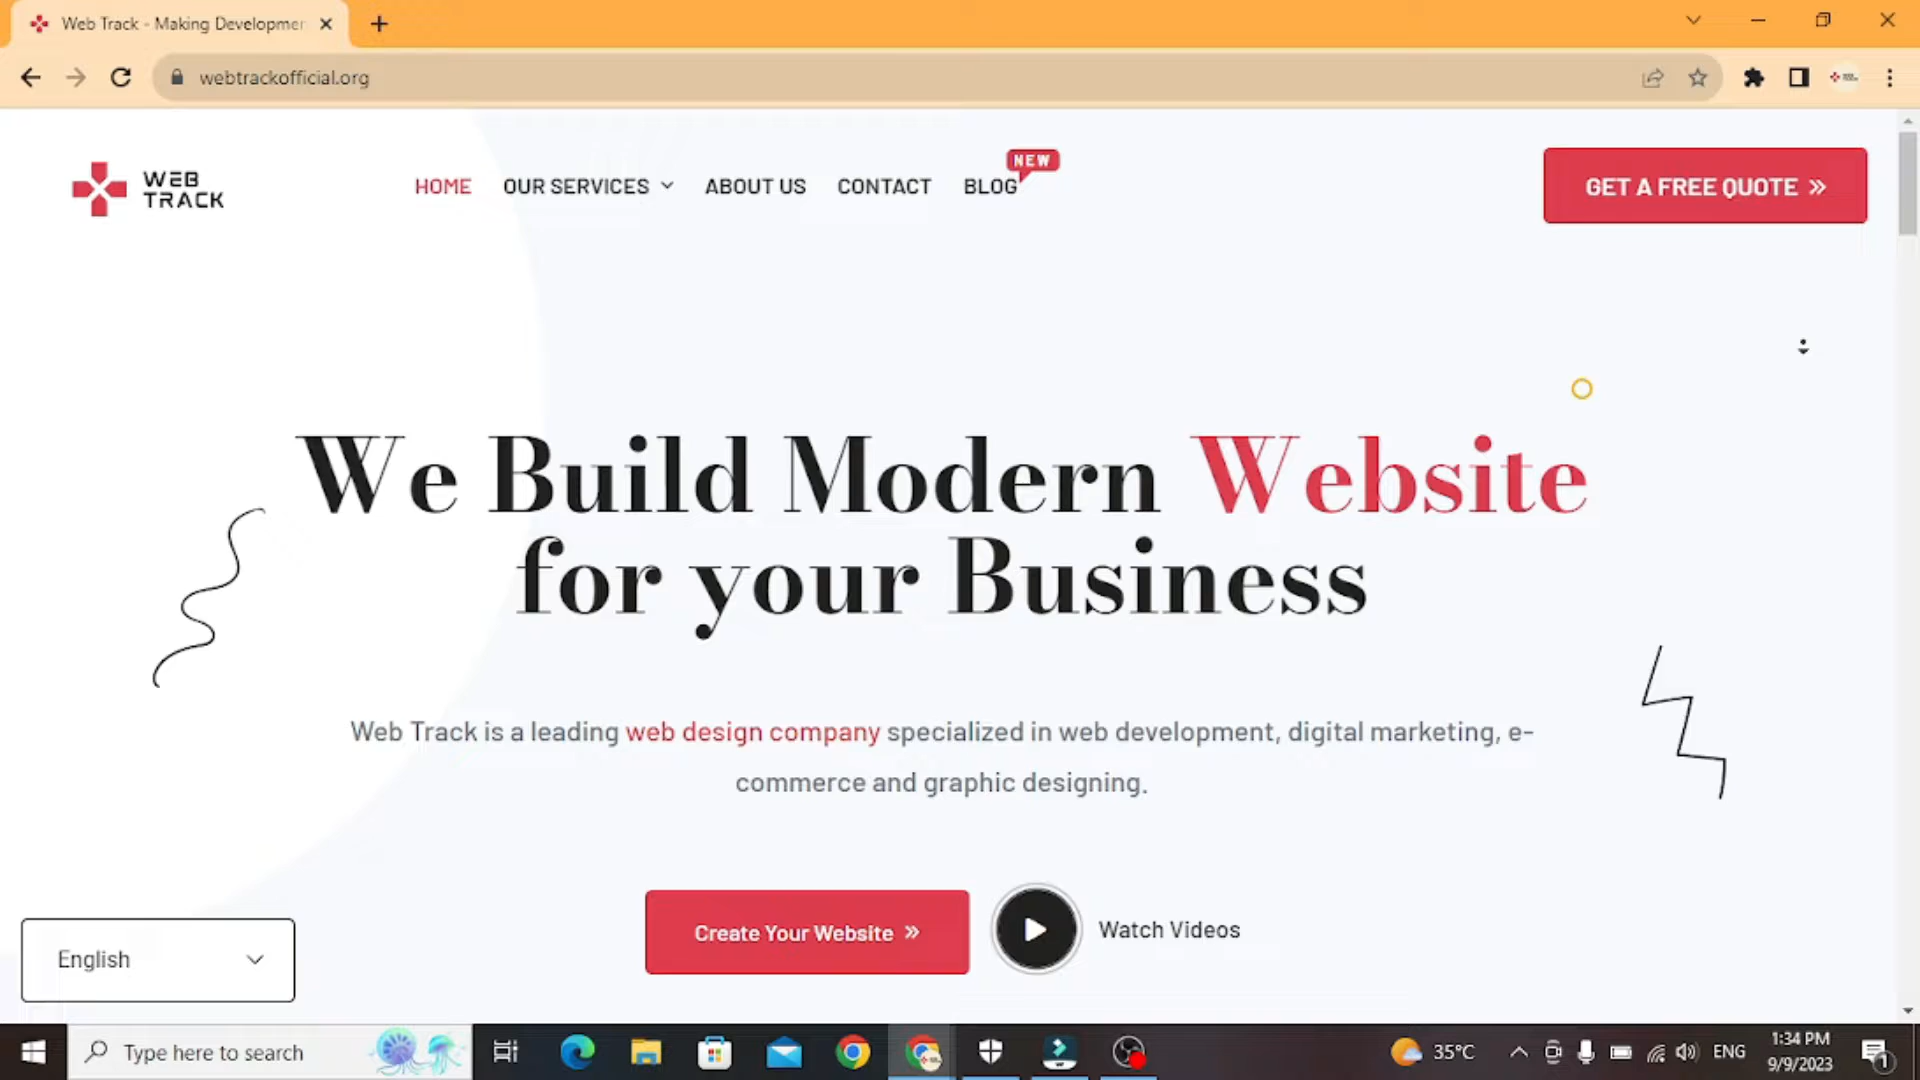 Web Track - Making Developmen
webtrackofficial.org
WEB
TRACK
HOME
OUR SERVICES
ABOUT US
CONTACT
BLOG
NEW
GET A FREE QUOTE »
We Build Modern Website
for your Business
Web Track is a leading web design company specialized in web development, digital marketing, e-
commerce and graphic designing.
Create Your Website »
Watch Videos
English
Type here to search
35°C
ENG
1:34 PM
9/9/2023
1